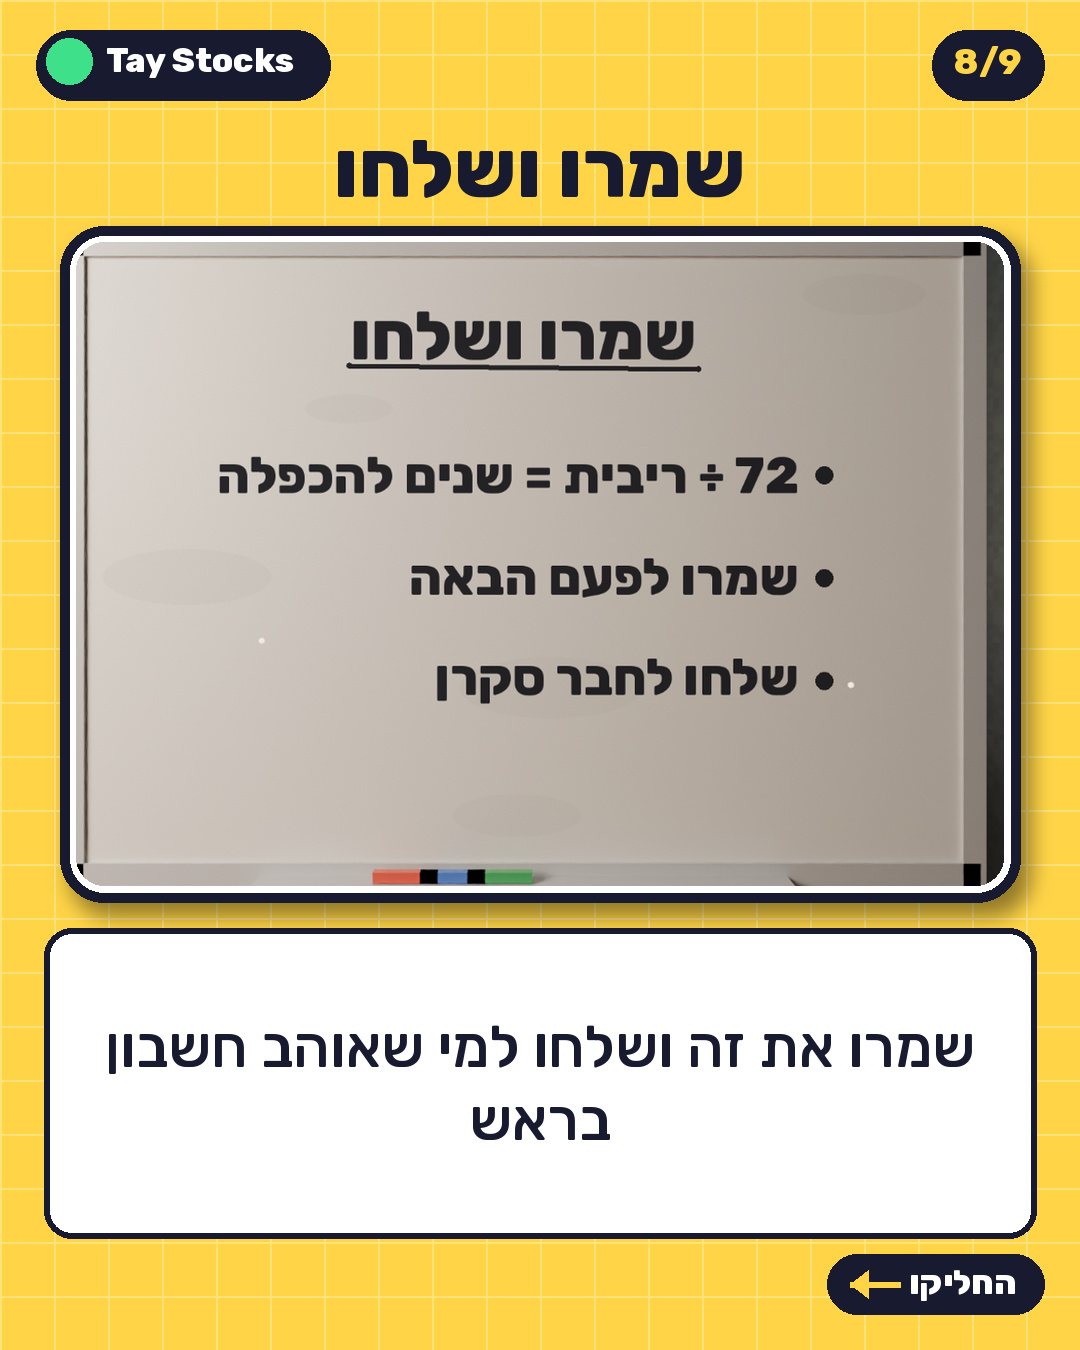 Tay Stocks
8/9
שמרו ושלחו
שמרו ושלחו
• 72 ÷ ריבית = שנים להכפלה
• שמרו לפעם הבאה
• שלחו לחבר סקרן
שמרו את זה ושלחו למי שאוהב חשבון
בראש
החליקו ←